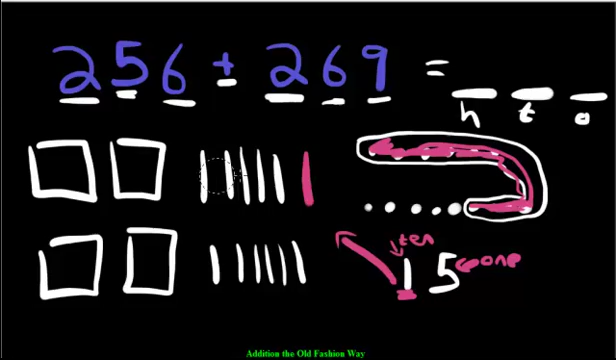 256 + 269 = _ _ _
h t o
ten
15 one
Addition the Old Fashion Way